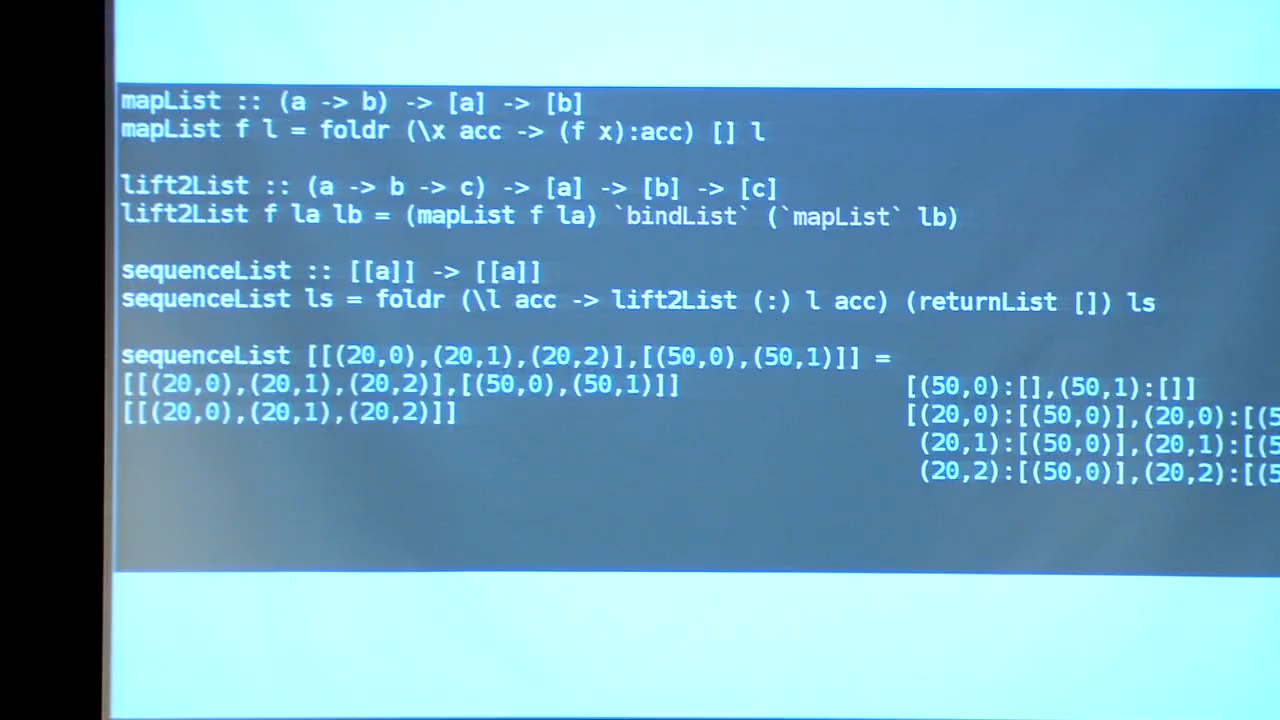 mapList :: (a -> b) -> [a] -> [b]
mapList f l = foldr (\x acc -> (f x):acc) [] l
lift2List :: (a -> b -> c) -> [a] -> [b] -> [c]
lift2List f la lb = (mapList f la) `bindList` (`mapList` lb)
sequenceList :: [[a]] -> [[a]]
sequenceList ls = foldr (\l acc -> lift2List (:) l acc) (returnList []) ls
sequenceList [[(20,0),(20,1),(20,2)],[(50,0),(50,1)]] =
[[(20,0),(20,1),(20,2)],[(50,0),(50,1)]] [(50,0):[],(50,1):[]]
[[(20,0),(20,1),(20,2)]] [(20,0):[(50,0)],(20,0):[(5
(20,1):[(50,0)],(20,1):[(5
(20,2):[(50,0)],(20,2):[(5